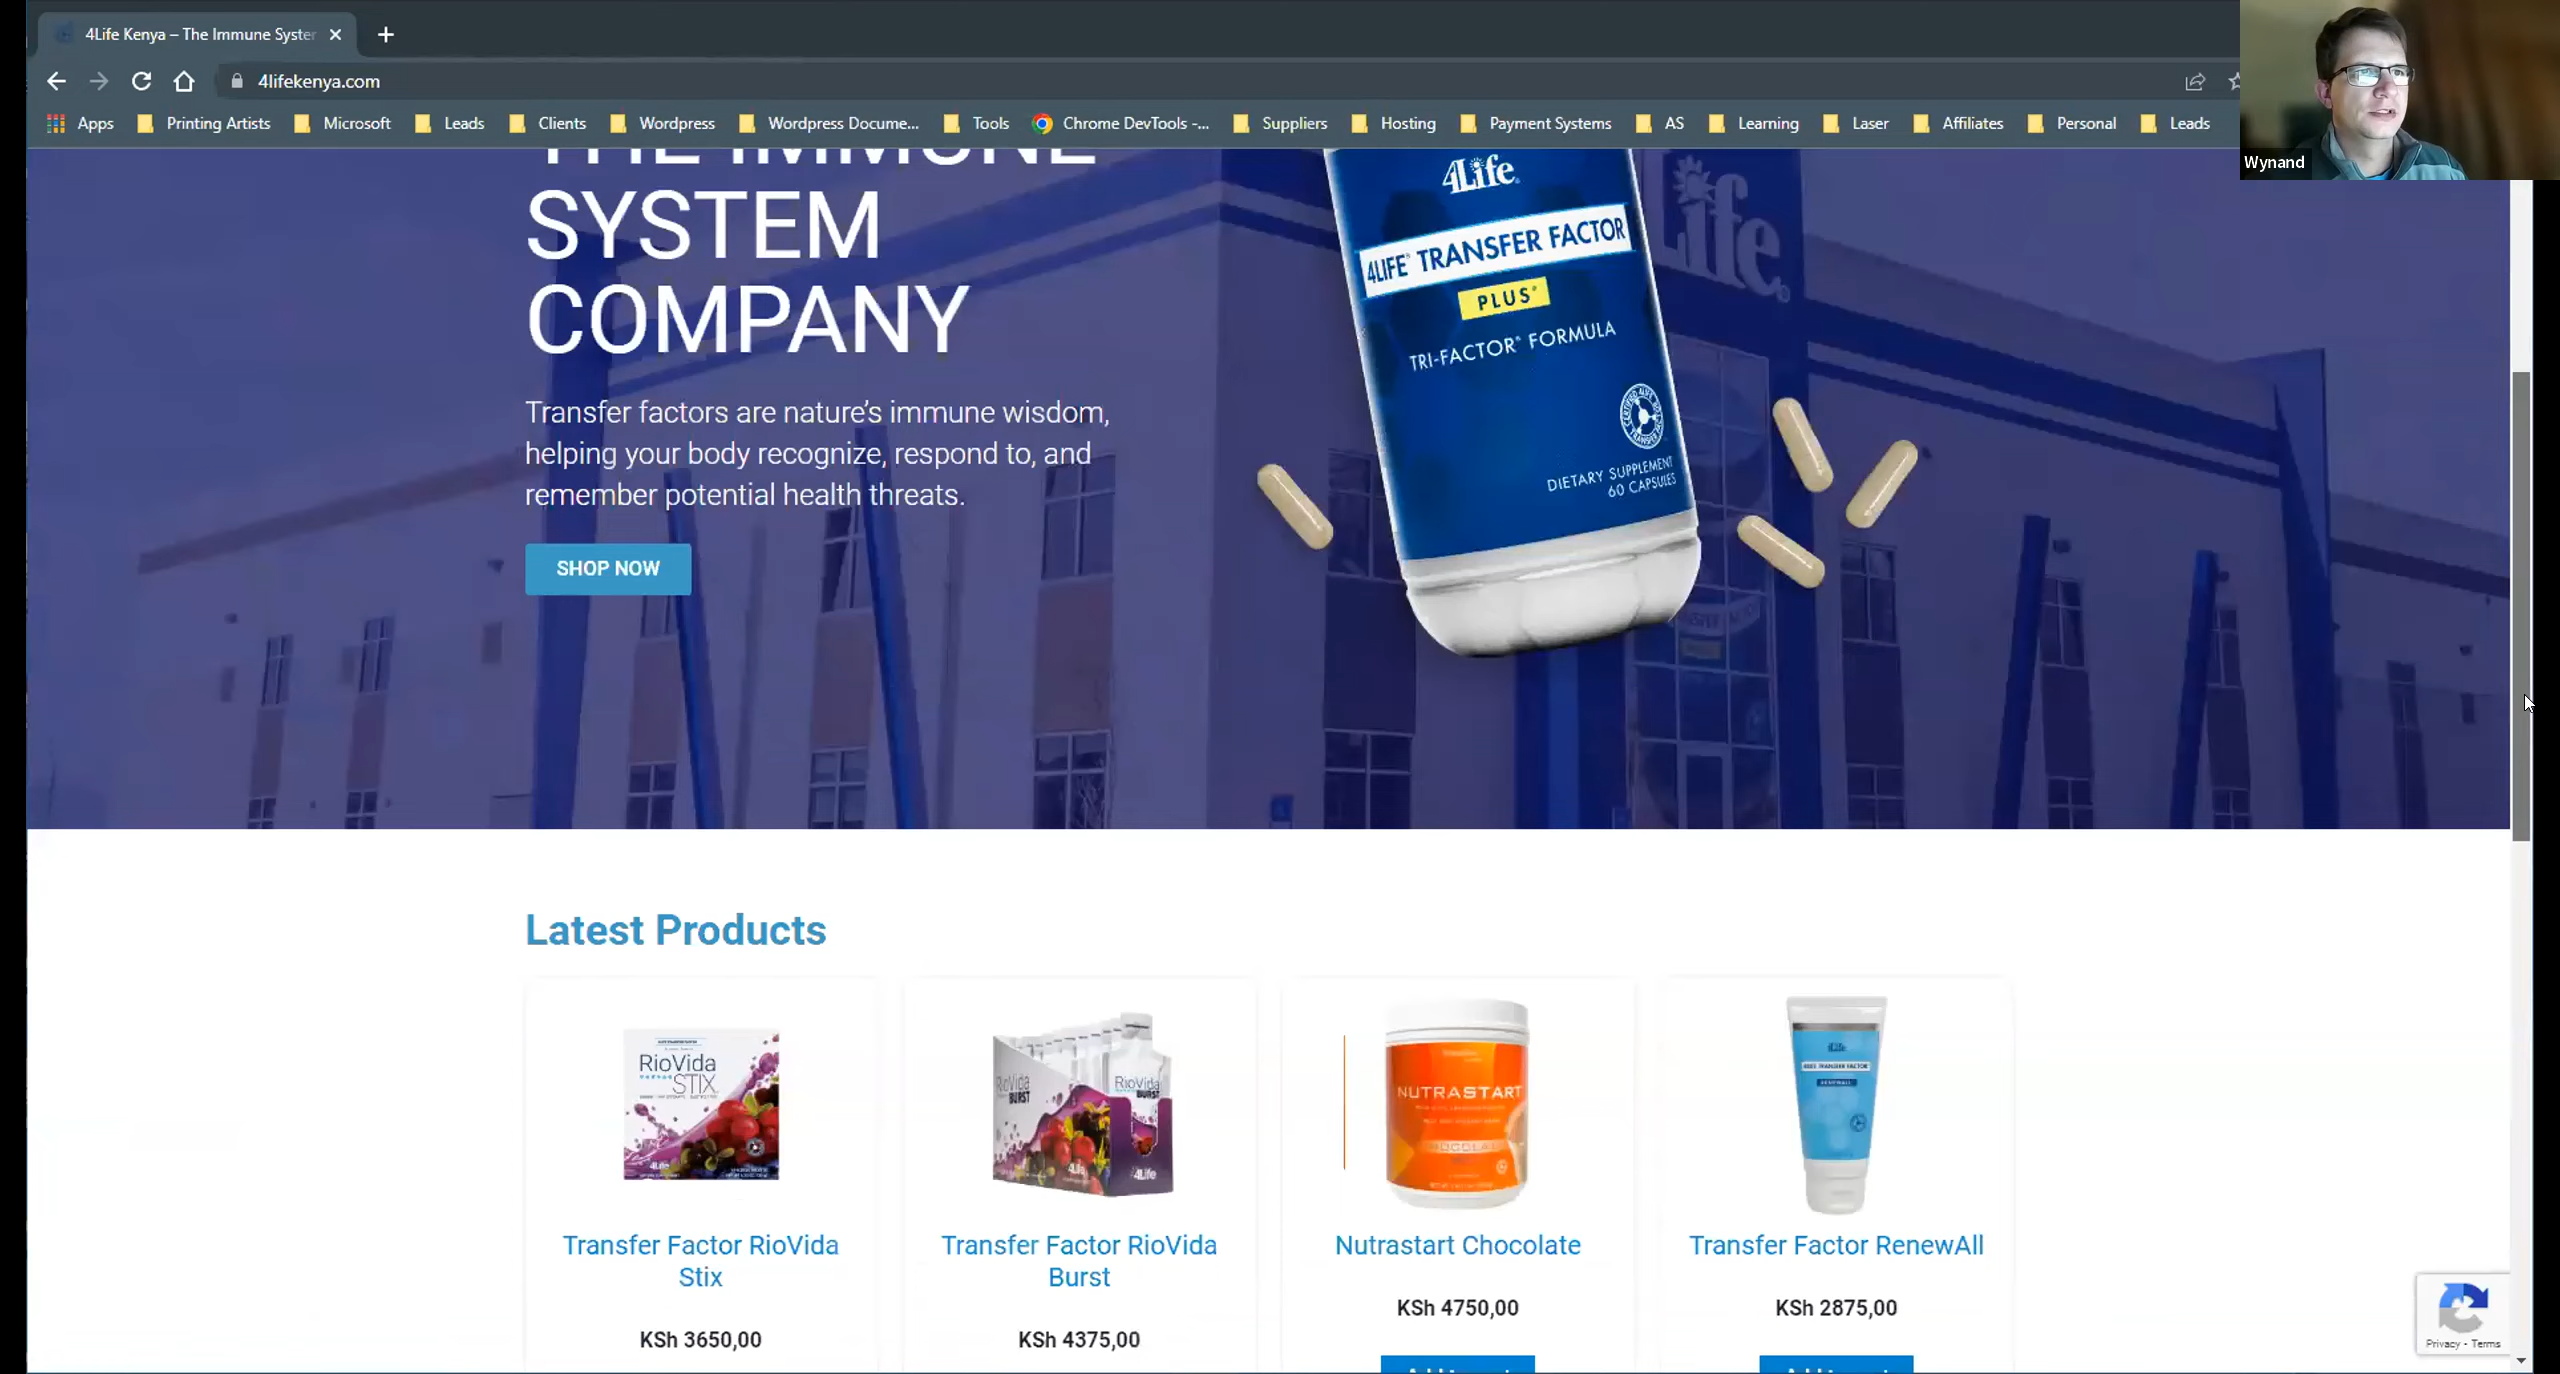 4Life Kenya – The Immune Syster
4lifekenya.com
Apps Printing Artists Microsoft Leads Clients Wordpress Wordpress Docume... Tools Chrome DevTools -... Suppliers Hosting Payment Systems AS Learning Laser Affiliates Personal Leads
Wynand
THE IMMUNE
SYSTEM
COMPANY
Transfer factors are nature's immune wisdom,
helping your body recognize, respond to, and
remember potential health threats.
SHOP NOW
4Life®
4LIFE® TRANSFER FACTOR
PLUS®
TRI-FACTOR® FORMULA
DIETARY SUPPLEMENT
60 CAPSULES
Life®
Latest Products
RioVida
STIX
4Life
RioVida
BURST
RioVida
BURST
4Life
4Life
NUTRASTART
CHOCOLATE
4Life
4LIFE TRANSFER FACTOR
RENEWALL
Transfer Factor RioVida
Stix
Transfer Factor RioVida
Burst
Nutrastart Chocolate
Transfer Factor RenewAll
KSh 3650,00
KSh 4375,00
KSh 4750,00
KSh 2875,00
Privacy - Terms